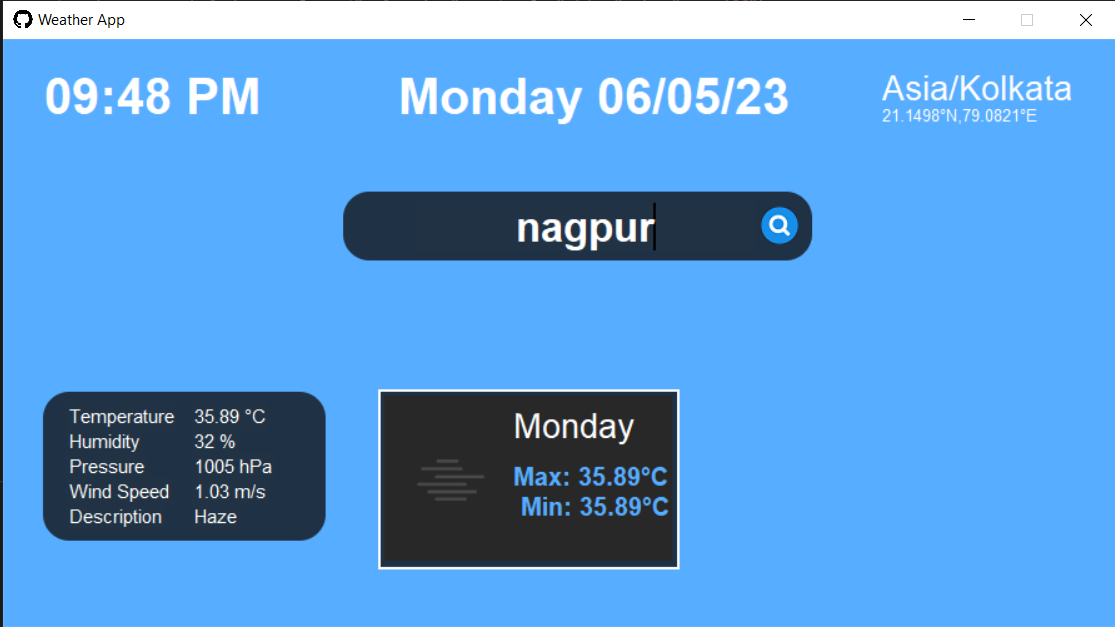 Weather App
09:48 PM
Monday 06/05/23
Asia/Kolkata
21.1498°N,79.0821°E
nagpur
Temperature 35.89 °C
Humidity 32 %
Pressure 1005 hPa
Wind Speed 1.03 m/s
Description Haze
Monday
Max: 35.89°C
Min: 35.89°C